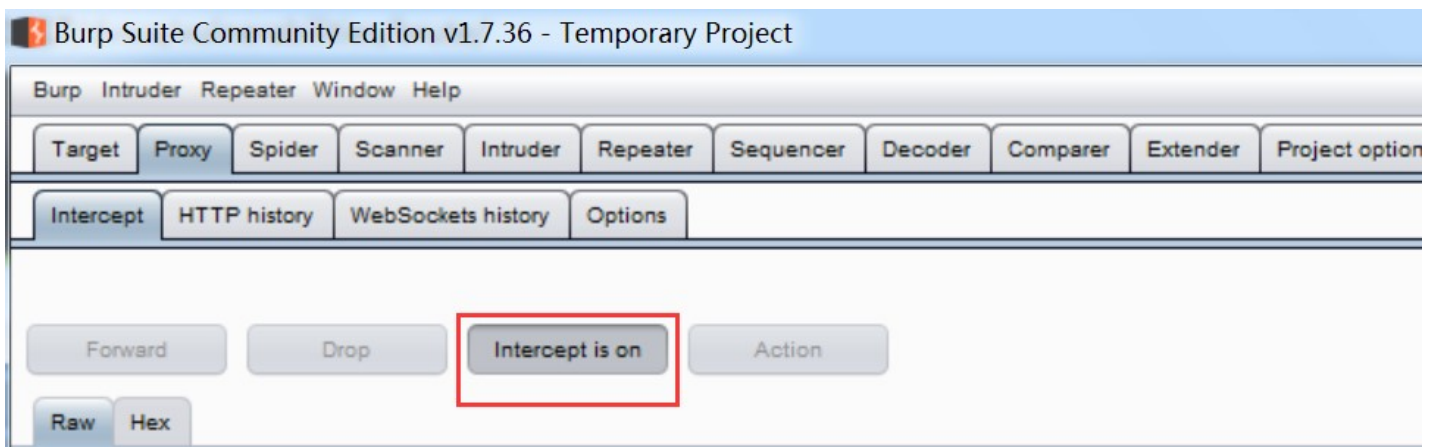 Burp Suite Community Edition v1.7.36 - Temporary Project
Burp Intruder Repeater Window Help
Target Proxy Spider Scanner Intruder Repeater Sequencer Decoder Comparer Extender Project option
Intercept HTTP history WebSockets history Options
Forward Drop Intercept is on Action
Raw Hex